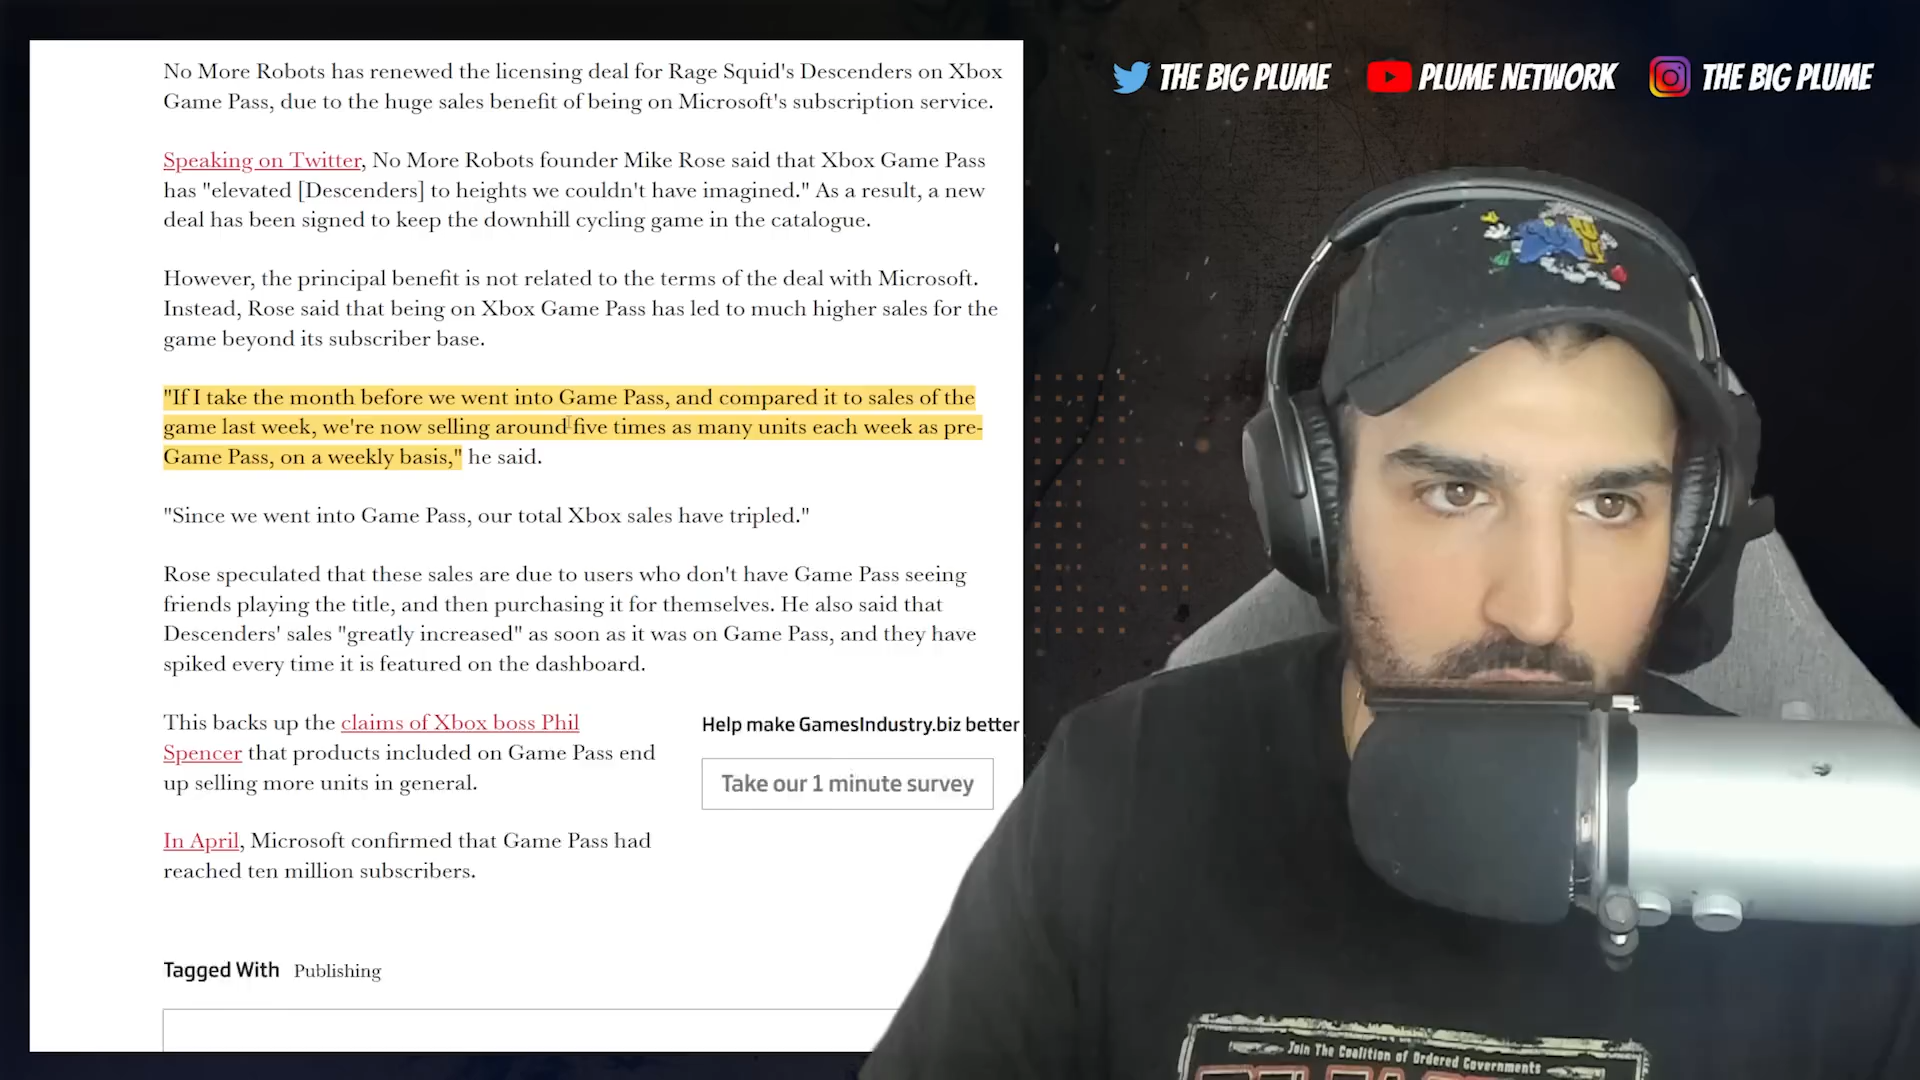 THE BIG PLUME PLUME NETWORK THE BIG PLUME
No More Robots has renewed the licensing deal for Rage Squid's Descenders on Xbox
Game Pass, due to the huge sales benefit of being on Microsoft's subscription service.
Speaking on Twitter, No More Robots founder Mike Rose said that Xbox Game Pass
has "elevated [Descenders] to heights we couldn't have imagined." As a result, a new
deal has been signed to keep the downhill cycling game in the catalogue.
However, the principal benefit is not related to the terms of the deal with Microsoft.
Instead, Rose said that being on Xbox Game Pass has led to much higher sales for the
game beyond its subscriber base.
"If I take the month before we went into Game Pass, and compared it to sales of the
game last week, we're now selling around five times as many units each week as pre-
Game Pass, on a weekly basis," he said.
"Since we went into Game Pass, our total Xbox sales have tripled."
Rose speculated that these sales are due to users who don't have Game Pass seeing
friends playing the title, and then purchasing it for themselves. He also said that
Descenders' sales "greatly increased" as soon as it was on Game Pass, and they have
spiked every time it is featured on the dashboard.
This backs up the claims of Xbox boss Phil
Spencer that products included on Game Pass end
up selling more units in general.
Help make GamesIndustry.biz better
Take our 1 minute survey
In April, Microsoft confirmed that Game Pass had
reached ten million subscribers.
Tagged With Publishing
Join The Coalition of Ordered Governments